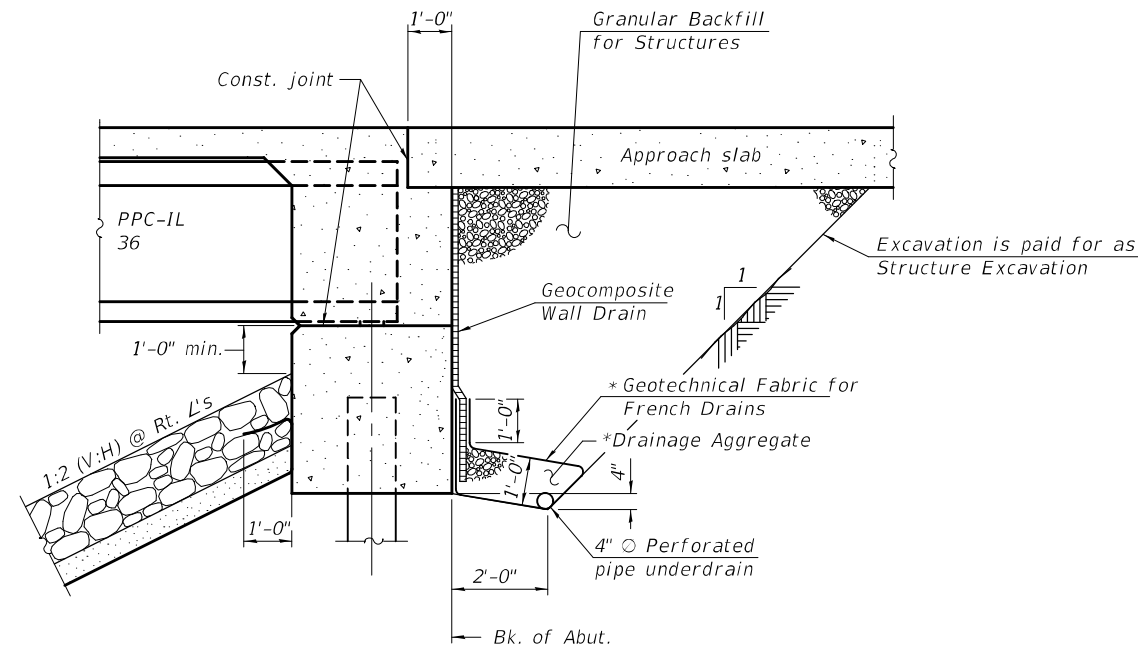 1'-0"
Granular Backfill
for Structures
Const. joint
Approach slab
PPC-IL
36
Excavation is paid for as
Structure Excavation
1
1
Geocomposite
Wall Drain
1'-0" min.
*Geotechnical Fabric for
French Drains
1'-0"
*Drainage Aggregate
1:2 (V:H) @ Rt. ∠'s
1'-0"
4"
1'-0"
4" ∅ Perforated
pipe underdrain
2'-0"
Bk. of Abut.